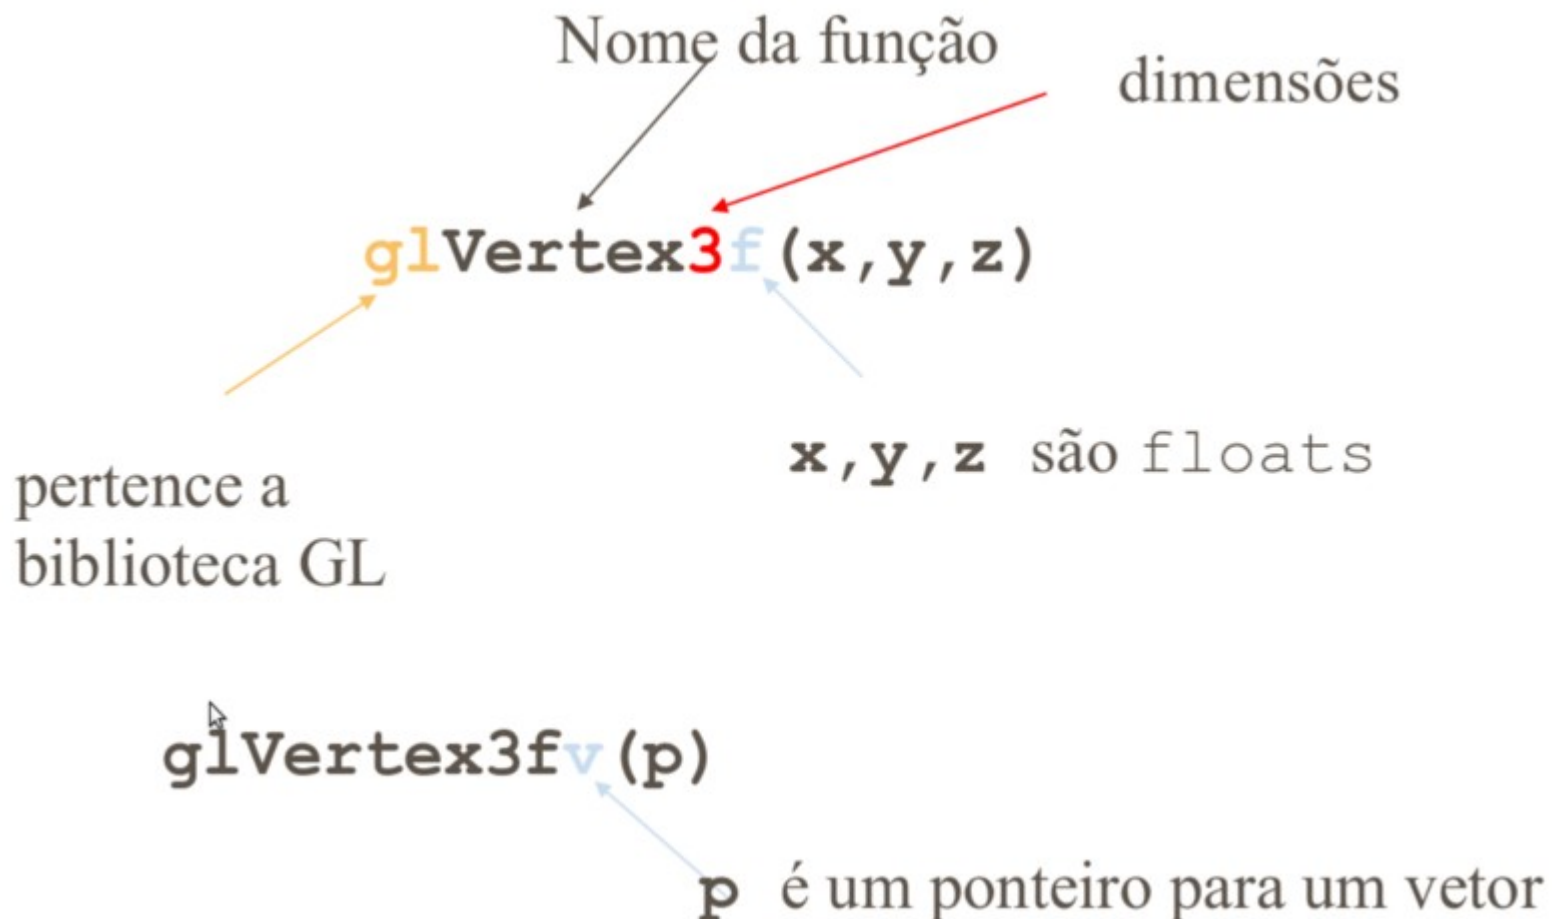 Nome da função
dimensões
glVertex3f(x,y,z)
x,y,z são floats
pertence a
biblioteca GL
glVertex3fv(p)
p é um ponteiro para um vetor